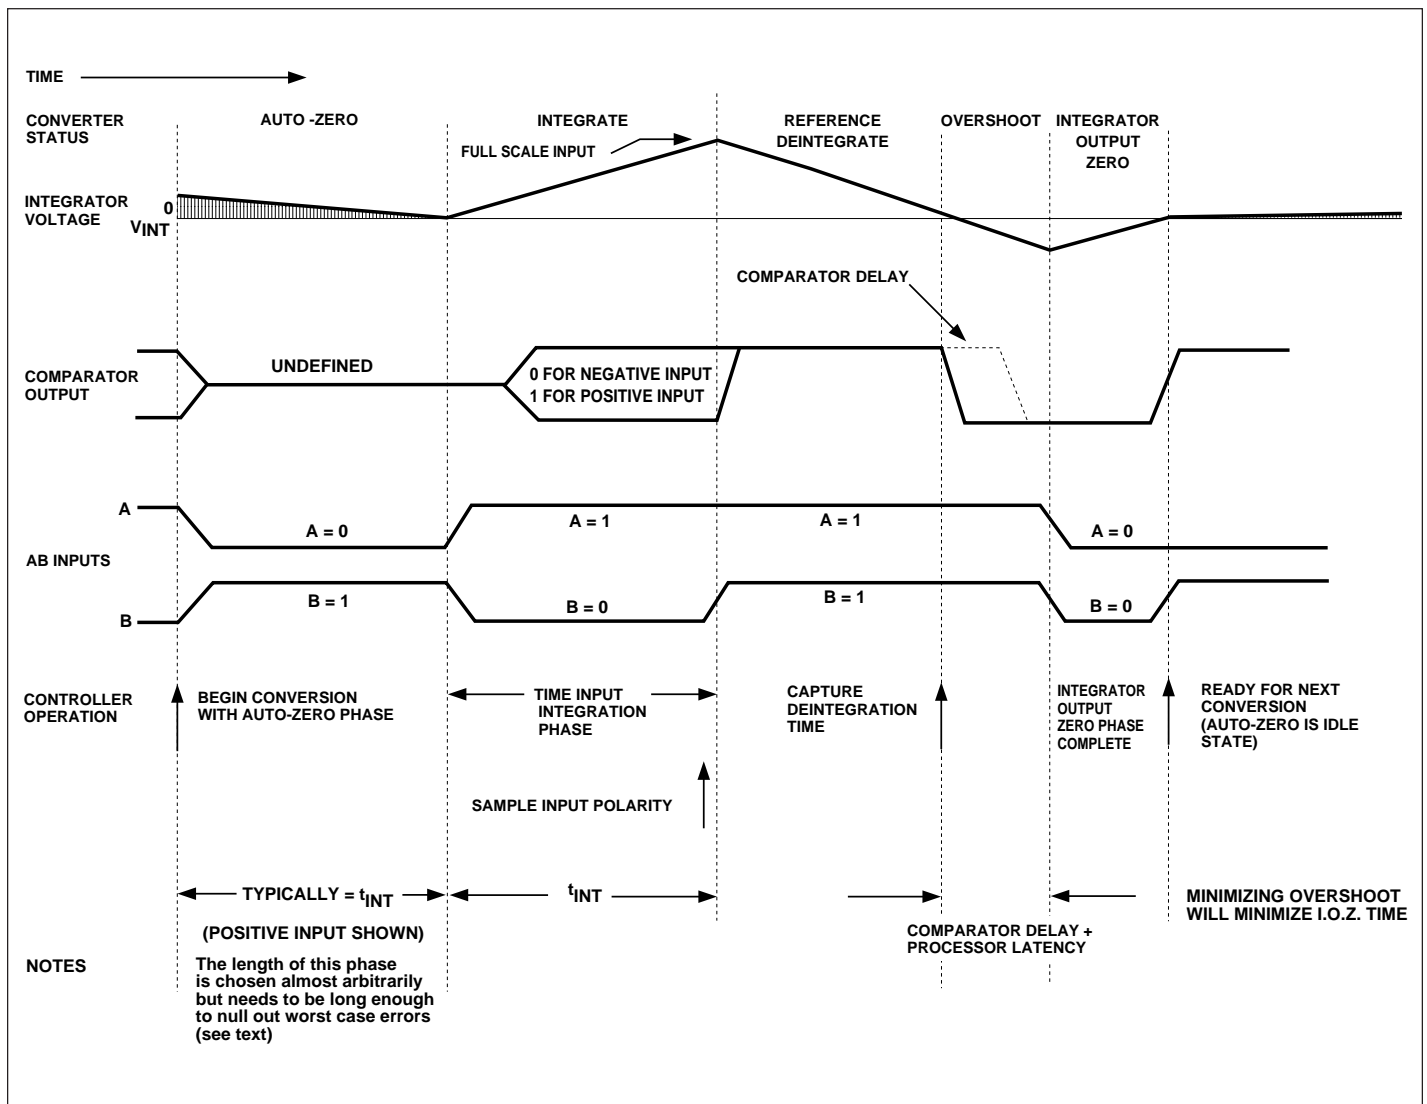 TIME
CONVERTER
STATUS
AUTO -ZERO
INTEGRATE
REFERENCE
DEINTEGRATE
OVERSHOOT
INTEGRATOR
OUTPUT
ZERO
FULL SCALE INPUT
INTEGRATOR
VOLTAGE
0
VINT
COMPARATOR DELAY
COMPARATOR
OUTPUT
UNDEFINED
0 FOR NEGATIVE INPUT
1 FOR POSITIVE INPUT
AB INPUTS
A
A = 0
A = 1
A = 1
A = 0
B
B = 1
B = 0
B = 1
B = 0
CONTROLLER
OPERATION
BEGIN CONVERSION
WITH AUTO-ZERO PHASE
TIME INPUT
INTEGRATION
PHASE
CAPTURE
DEINTEGRATION
TIME
INTEGRATOR
OUTPUT
ZERO PHASE
COMPLETE
READY FOR NEXT
CONVERSION
(AUTO-ZERO IS IDLE
STATE)
SAMPLE INPUT POLARITY
TYPICALLY = tINT
tINT
MINIMIZING OVERSHOOT
WILL MINIMIZE I.O.Z. TIME
(POSITIVE INPUT SHOWN)
COMPARATOR DELAY +
PROCESSOR LATENCY
NOTES
The length of this phase
is chosen almost arbitrarily
but needs to be long enough
to null out worst case errors
(see text)